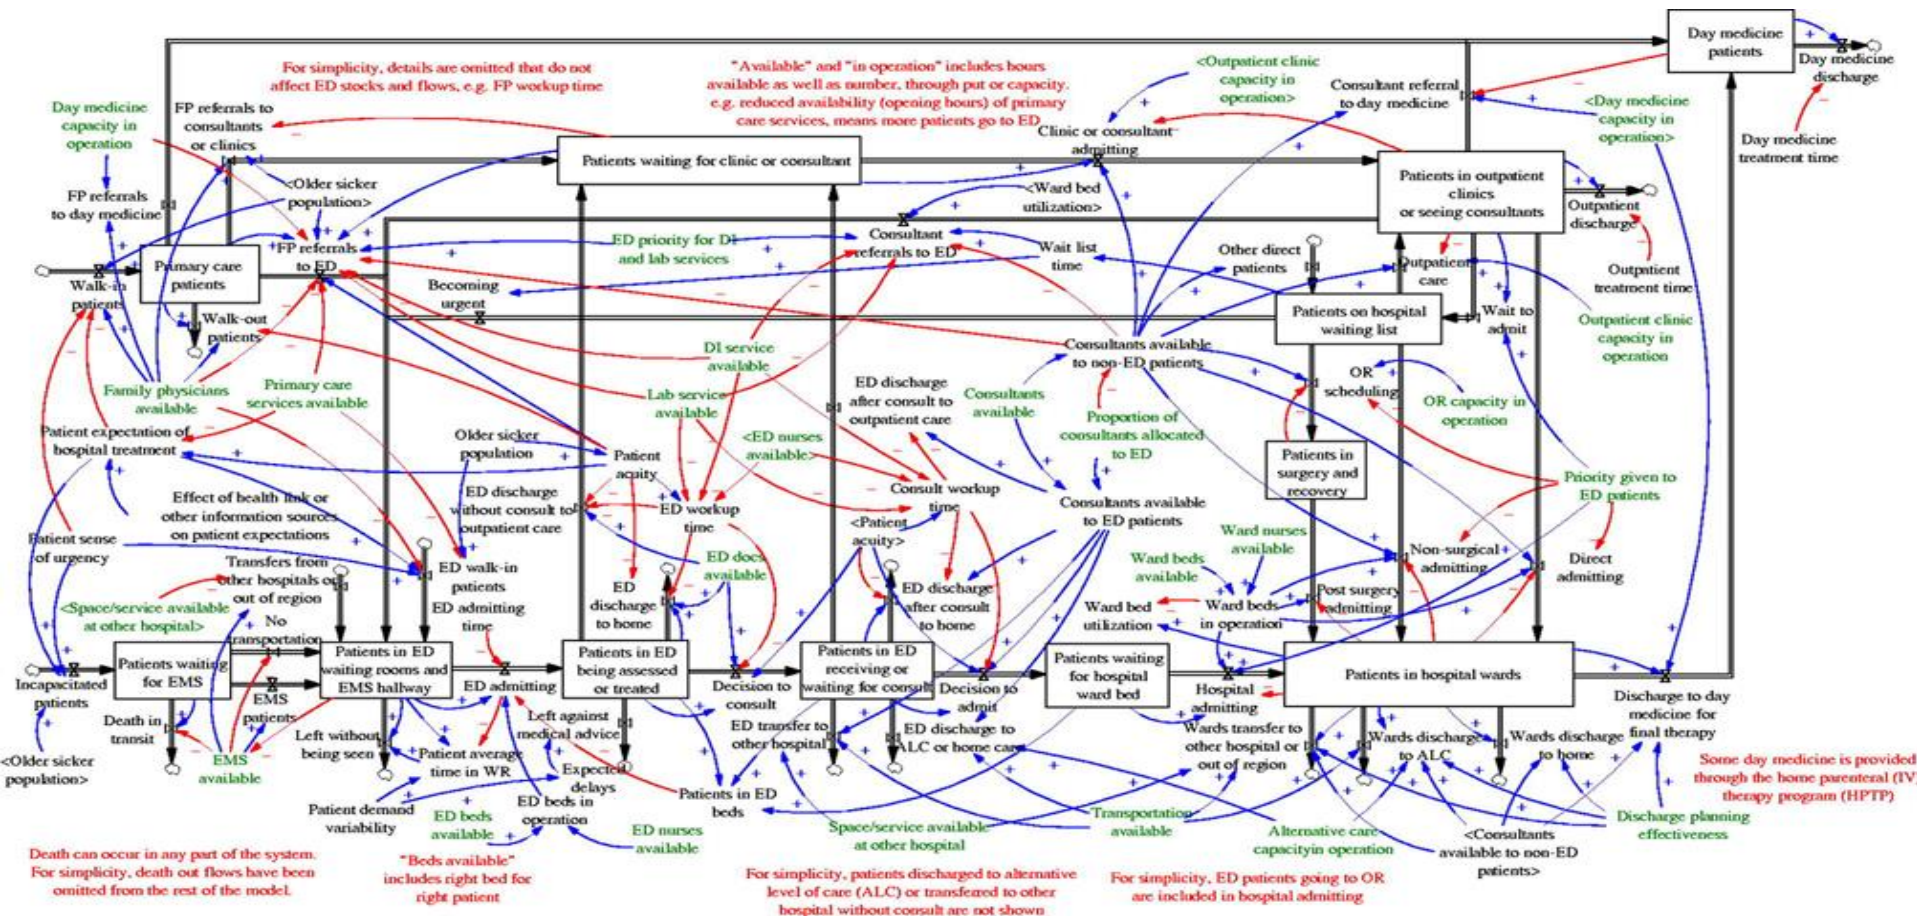 Day medicine
patients
Day medicine
discharge
Day medicine
treatment time
For simplicity, details are omitted that do not
affect ED stocks and flows, e.g. FP workup time
"Available" and "in operation" includes hours
available as well as number, through put or capacity.
e.g. reduced availability (opening hours) of primary
care services, means more patients go to ED
<Outpatient clinic
capacity in
operation>
Consultant referral
to day medicine
<Day medicine
capacity in
operation>
Day medicine
capacity in
operation
FP referrals to
consultants
or clinics
Clinic or consultant
admitting
Patients waiting for clinic or consultant
Patients in outpatient
clinics
or seeing consultants
Outpatient
discharge
Outpatient
treatment time
FP referrals
to day medicine
<Older sicker
population>
<Ward bed
utilization>
FP referrals
to ED
ED priority for DI
and lab services
Consultant
referrals to ED
Wait list
time
Other direct
patients
Outpatient
care
Primary care
patients
Walk-in
patients
Walk-out
patients
Becoming
urgent
Patients on hospital
waiting list
Wait to
admit
Outpatient clinic
capacity in
operation
DI service
available
Consultants available
to non-ED patients
Family physicians
available
Primary care
services available
Lab service
available
ED discharge
after consult to
outpatient care
Consultants
available
OR
scheduling
OR capacity in
operation
Proportion of
consultants allocated
to ED
Patient expectation of
hospital treatment
Older sicker
population
<ED nurses
available>
Patient
acuity
Patients in
surgery and
recovery
Priority given to
ED patients
Effect of health link or
other information sources
on patient expectations
ED discharge
without consult to
outpatient care
ED workup
time
Consult workup
time
<Patient
acuity>
Consultants available
to ED patients
Patient sense
of urgency
Ward nurses
available
Ward beds
available
Non-surgical
admitting
Direct
admitting
Transfers from
other hospitals or
out of region
ED walk-in
patients
ED docs
available
<Space/service available
at other hospital>
ED admitting
time
ED
discharge
to home
ED discharge
after consult
to home
Ward bed
utilization
Ward beds
in operation
Post surgery
admitting
No
transportation
Patients waiting
for EMS
Patients in ED
waiting rooms and
EMS hallway
Patients in ED
being assessed
or treated
Patients in ED
receiving or
waiting for consult
Patients waiting
for hospital
ward bed
Patients in hospital wards
Incapacitated
patients
EMS
patients
ED admitting
Decision to
consult
Decision to
admit
Hospital
admitting
Discharge to day
medicine for
final therapy
Death in
transit
Left without
being seen
Left against
medical advice
ED transfer to
other hospital
ED discharge to
ALC or home care
Wards transfer to
other hospital or
out of region
Wards discharge
to ALC
Wards discharge
to home
<Older sicker
population>
EMS
available
Patient average
time in WR
Expected
delays
Patients in ED
beds
Some day medicine is provided
through the home parenteral (IV)
therapy program (HPTP)
Patient demand
variability
ED beds
available
ED beds in
operation
ED nurses
available
Space/service available
at other hospital
Transportation
available
Alternative care
capacityin operation
<Consultants
available to non-ED
patients>
Discharge planning
effectiveness
Death can occur in any part of the system.
For simplicity, death out flows have been
omitted from the rest of the model.
"Beds available"
includes right bed for
right patient
For simplicity, patients discharged to alternative
level of care (ALC) or transferred to other
hospital without consult are not shown
For simplicity, ED patients going to OR
are included in hospital admitting